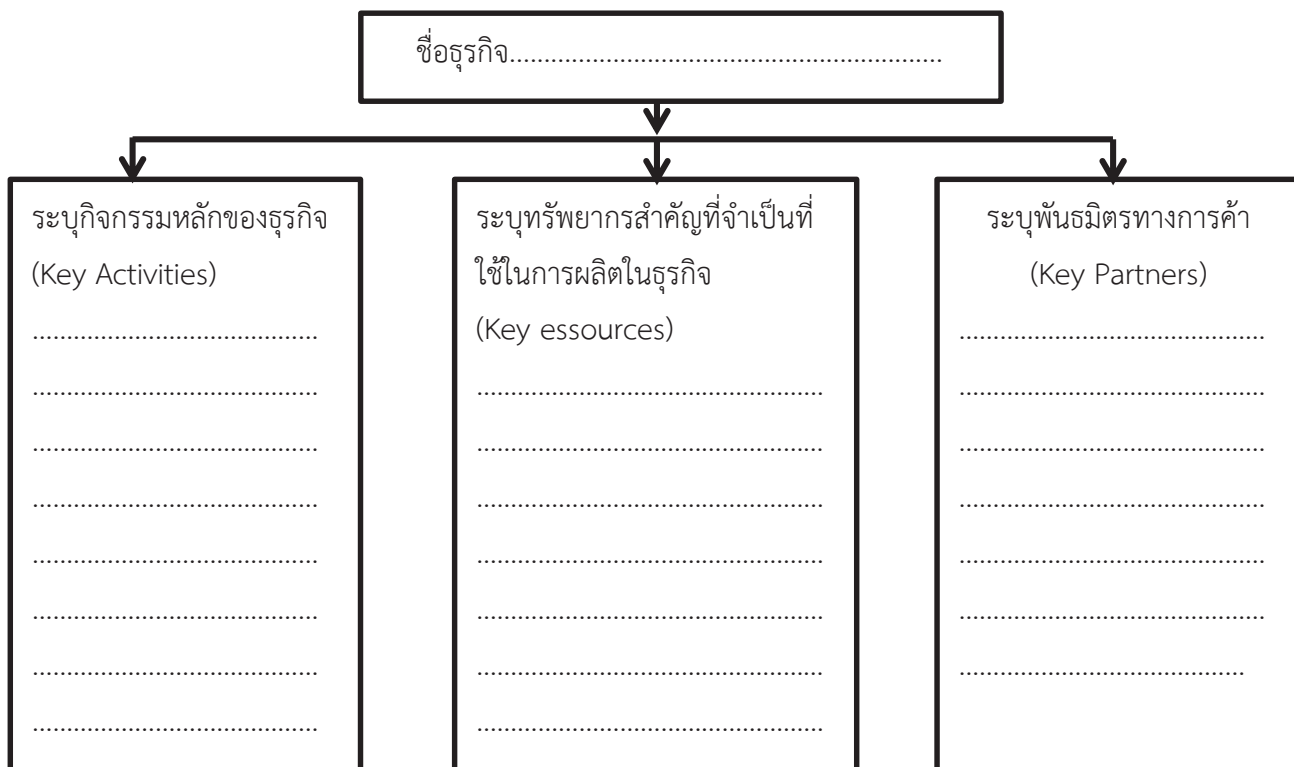 ชื่อธุรกิจ..............................................................
ระบุกิจกรรมหลักของธุรกิจ
(Key Activities)
.........................................
.........................................
.........................................
.........................................
.........................................
.........................................
.........................................
.........................................
ระบุทรัพยากรสำคัญที่จำเป็นที่
ใช้ในการผลิตในธุรกิจ
(Key essources)
..................................................
..................................................
..................................................
..................................................
..................................................
..................................................
..................................................
ระบุพันธมิตรทางการค้า
(Key Partners)
............................................
............................................
............................................
............................................
............................................
............................................
.........................................